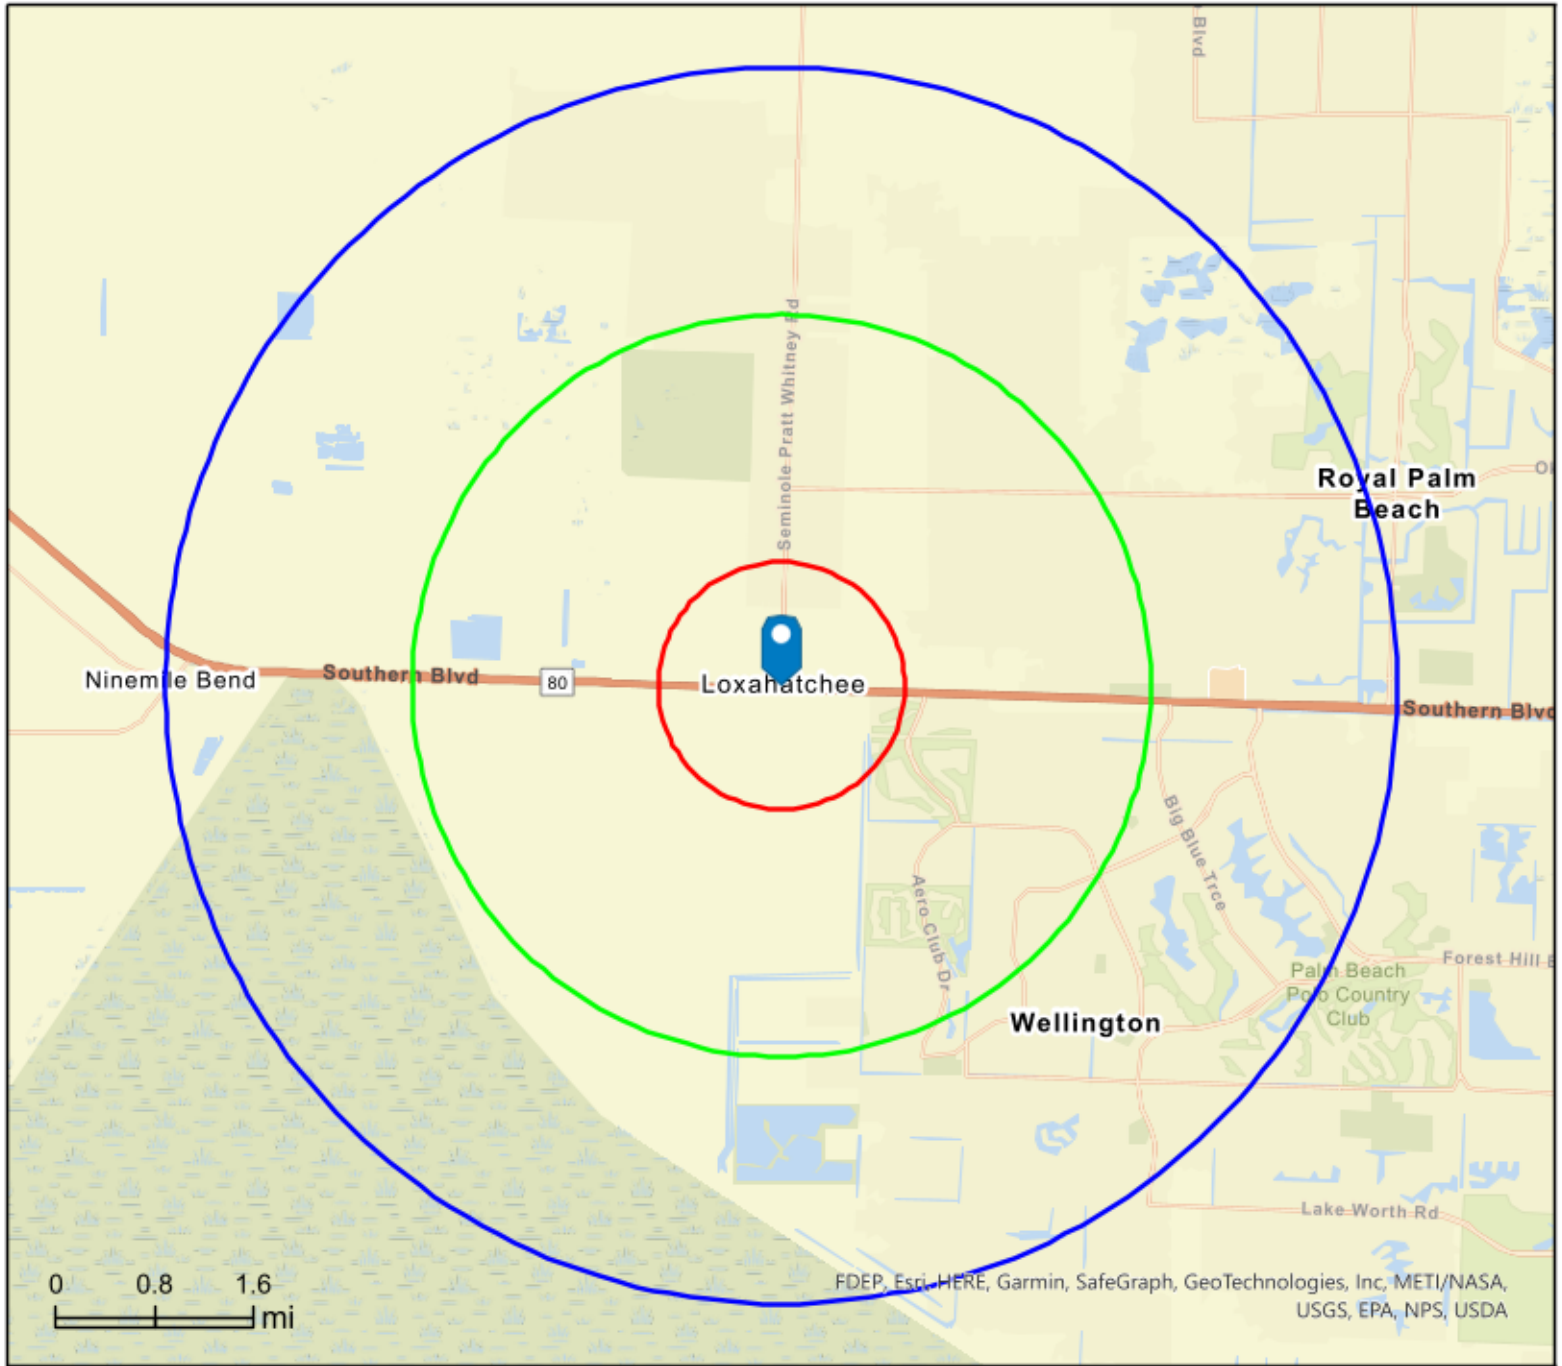 Blvd
Seminole Pratt Whitney Rd
Royal Palm
Beach
Ninemile Bend
Southern Blvd
80
Loxahatchee
Southern Blvd
Big Blue Trce
Aero Club Dr
Forest Hill B
Palm Beach
Polo Country
Club
Wellington
Lake Worth Rd
0 0.8 1.6
mi
FDEP, Esri, HERE, Garmin, SafeGraph, GeoTechnologies, Inc, METI/NASA,
USGS, EPA, NPS, USDA